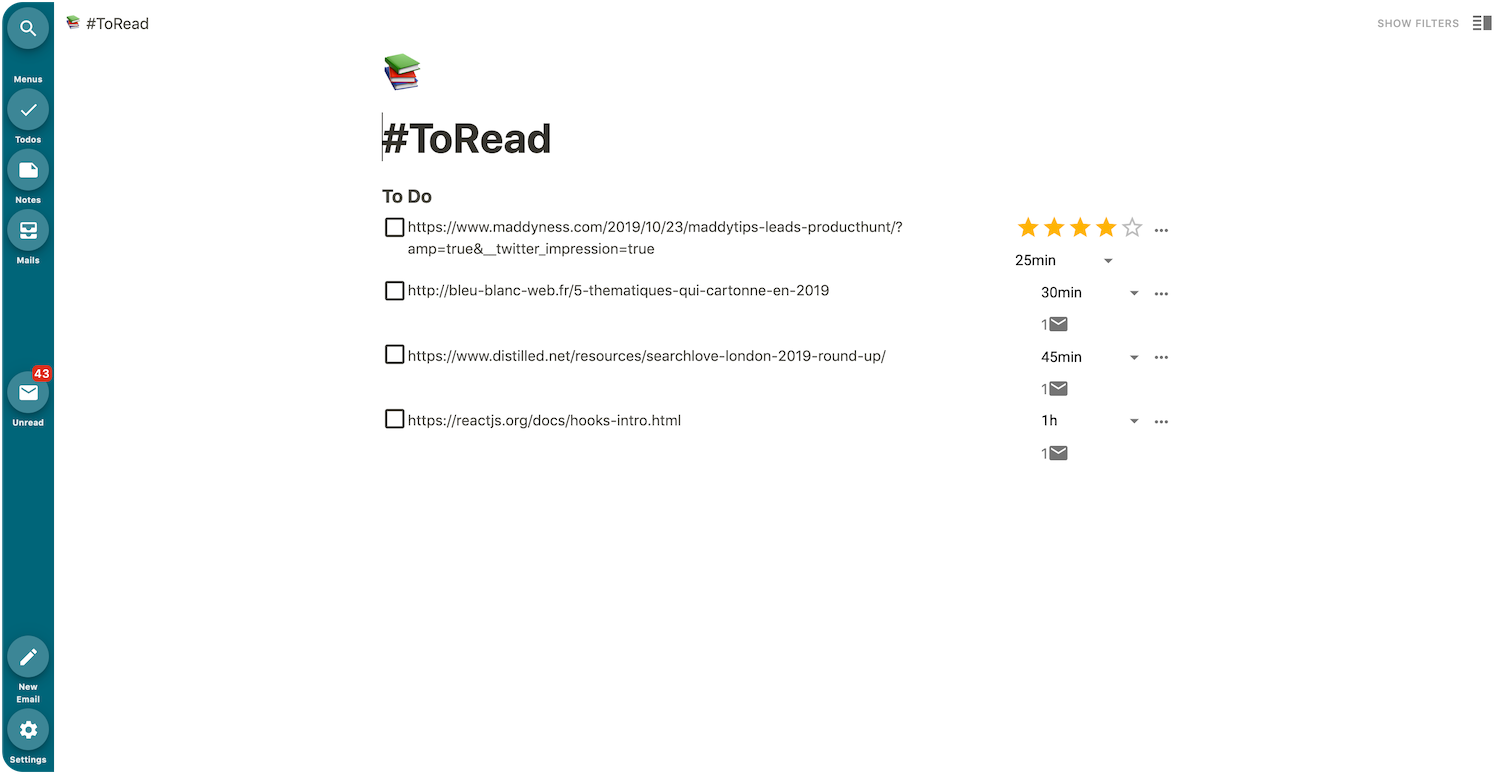 #ToRead
SHOW FILTERS
Menus
Todos
Notes
Mails
43
Unread
New
Email
Settings
#ToRead
To Do
https://www.maddyness.com/2019/10/23/maddytips-leads-producthunt/?
amp=true&__twitter_impression=true
25min
http://bleu-blanc-web.fr/5-thematiques-qui-cartonne-en-2019
30min
1
https://www.distilled.net/resources/searchlove-london-2019-round-up/
45min
1
https://reactjs.org/docs/hooks-intro.html
1h
1